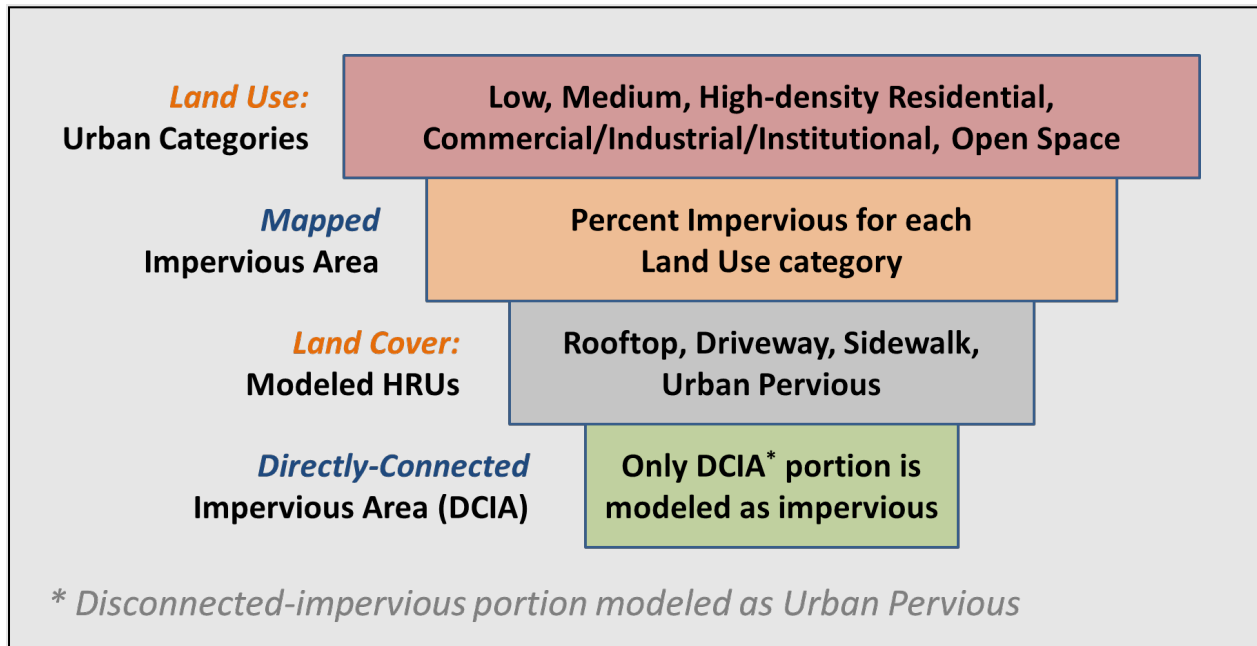 Land Use:
Urban Categories
Low, Medium, High-density Residential,
Commercial/Industrial/Institutional, Open Space
Mapped
Impervious Area
Percent Impervious for each
Land Use category
Land Cover:
Modeled HRUs
Rooftop, Driveway, Sidewalk,
Urban Pervious
Directly-Connected
Impervious Area (DCIA)
Only DCIA* portion is
modeled as impervious
* Disconnected-impervious portion modeled as Urban Pervious